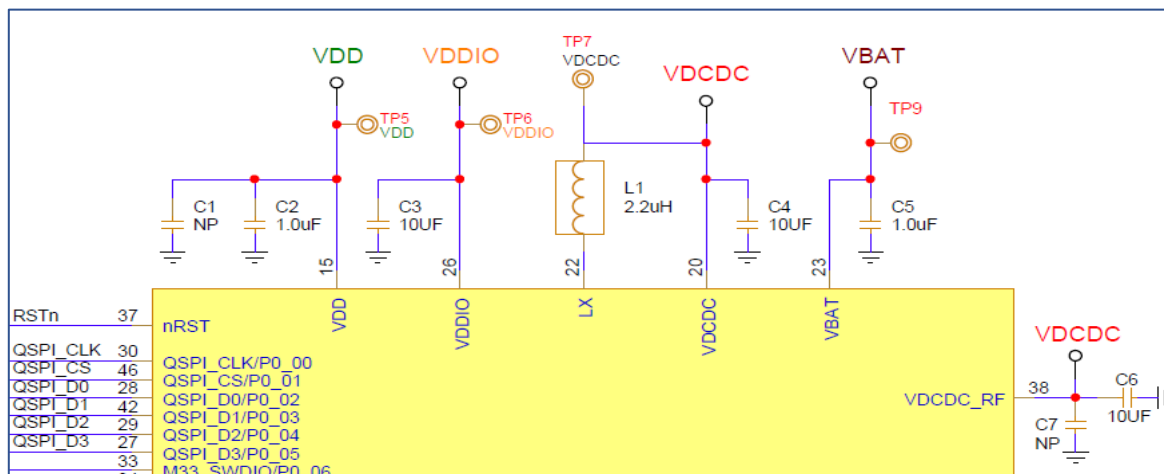 TP7
VDCDC
VDD
VDDIO
VDCDC
VBAT
TP5
VDD
TP6
VDDIO
TP9
C1
NP
C2
1.0uF
C3
10UF
L1
2.2uH
C4
10UF
C5
1.0uF
15
26
22
20
23
VDD
VDDIO
LX
VDCDC
VBAT
RSTn 37 nRST
QSPI_CLK 30 QSPI_CLK/P0_00
QSPI_CS 46 QSPI_CS/P0_01
QSPI_D0 28 QSPI_D0/P0_02
QSPI_D1 42 QSPI_D1/P0_03
QSPI_D2 29 QSPI_D2/P0_04
QSPI_D3 27 QSPI_D3/P0_05
33 M33_SWDIO/P0_06
VDCDC
VDCDC_RF 38
C6
10UF
C7
NP